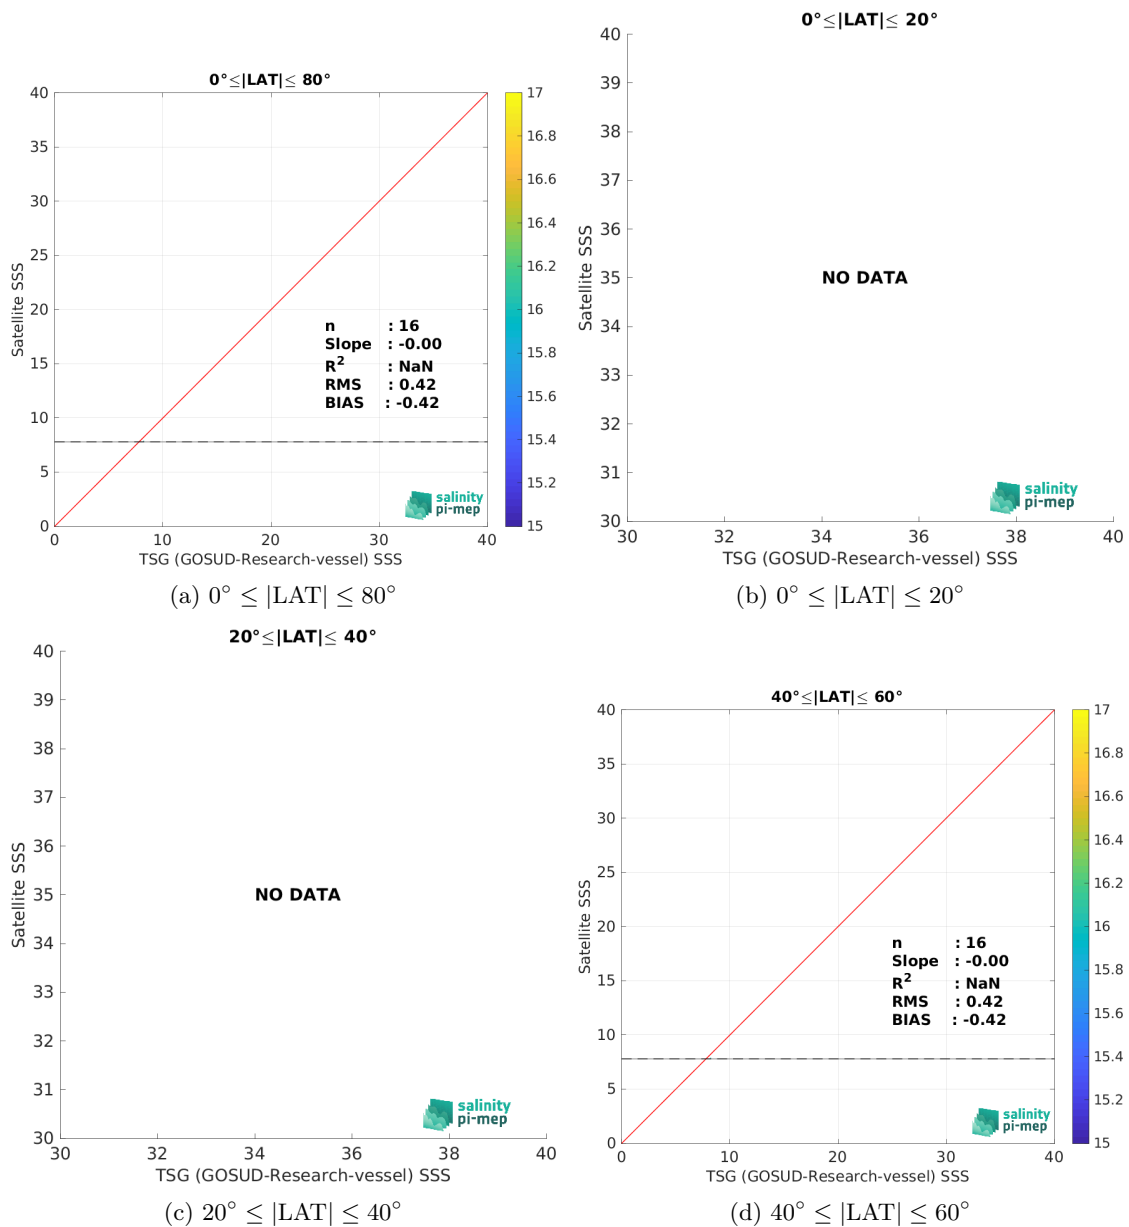 0°≤|LAT|≤ 80°
40
35
30
25
20
15
10
5
0
Satellite SSS
n : 16
Slope : -0.00
R² : NaN
RMS : 0.42
BIAS : -0.42
salinity
pi-mep
0 10 20 30 40
TSG (GOSUD-Research-vessel) SSS
17
16.8
16.6
16.4
16.2
16
15.8
15.6
15.4
15.2
15
(a) 0° ≤ |LAT| ≤ 80°
0°≤|LAT|≤ 20°
40
39
38
37
36
35
34
33
32
31
30
Satellite SSS
NO DATA
salinity
pi-mep
30 32 34 36 38 40
TSG (GOSUD-Research-vessel) SSS
(b) 0° ≤ |LAT| ≤ 20°
20°≤|LAT|≤ 40°
40
39
38
37
36
35
34
33
32
31
30
Satellite SSS
NO DATA
salinity
pi-mep
30 32 34 36 38 40
TSG (GOSUD-Research-vessel) SSS
(c) 20° ≤ |LAT| ≤ 40°
40°≤|LAT|≤ 60°
40
35
30
25
20
15
10
5
0
Satellite SSS
n : 16
Slope : -0.00
R² : NaN
RMS : 0.42
BIAS : -0.42
salinity
pi-mep
0 10 20 30 40
TSG (GOSUD-Research-vessel) SSS
17
16.8
16.6
16.4
16.2
16
15.8
15.6
15.4
15.2
15
(d) 40° ≤ |LAT| ≤ 60°